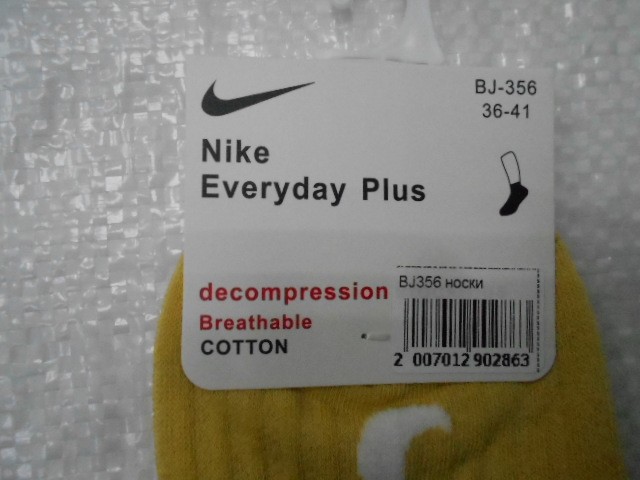 BJ-356
36-41
Nike
Everyday Plus
decompression
Breathable
COTTON
BJ356 носки
2 007012 902863